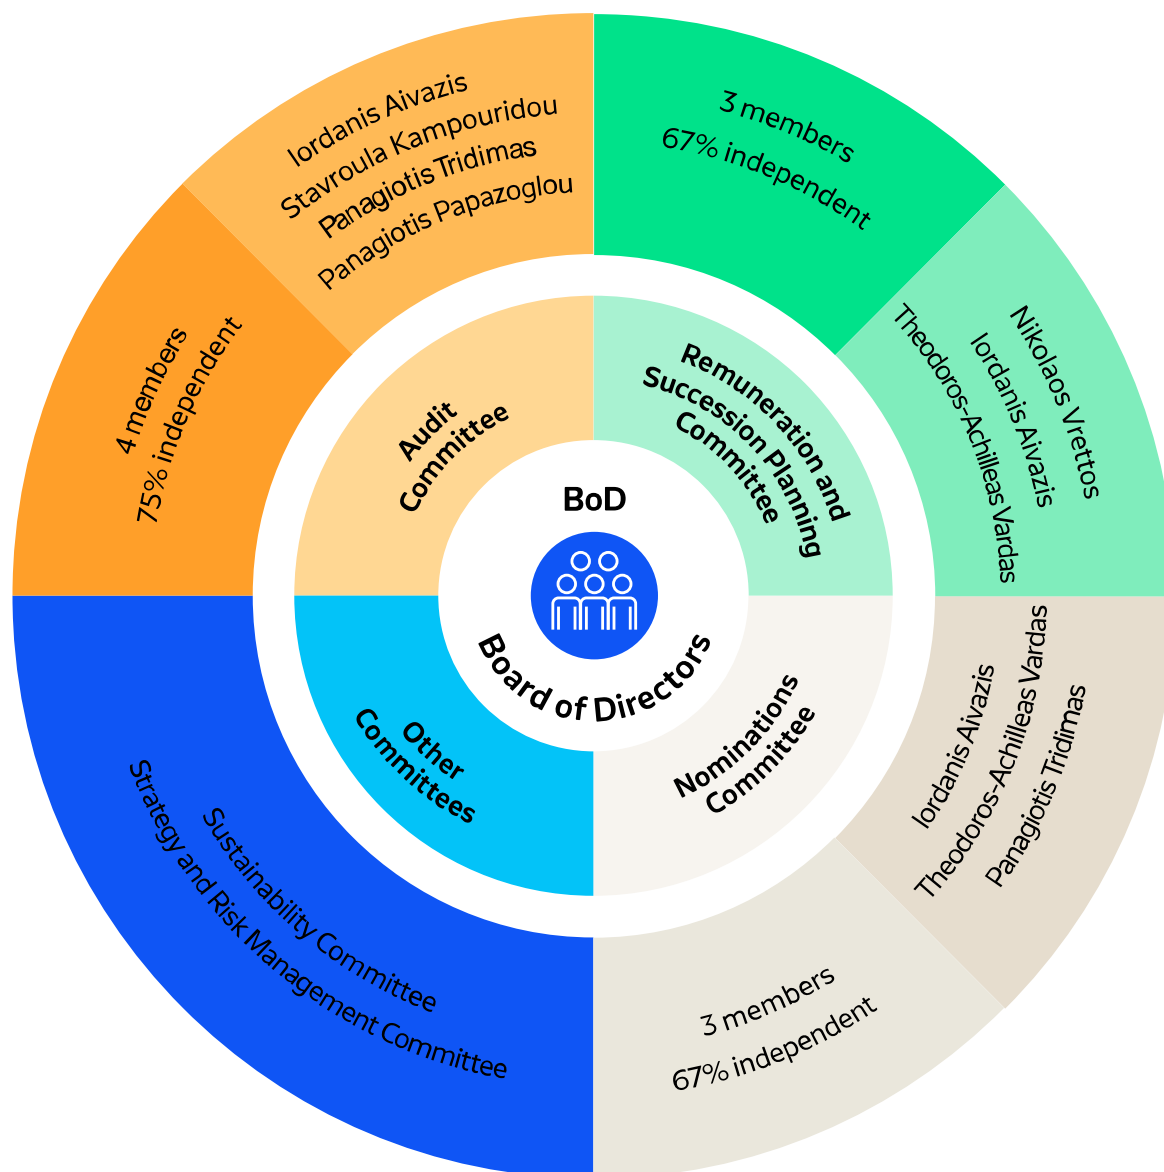 BoD
Board of Directors
Audit
Committee
4 members
75% independent
Iordanis Aivazis
Stavroula Kampouridou
Panagiotis Tridimas
Panagiotis Papazoglou
Remuneration and
Succession Planning
Committee
3 members
67% independent
Nikolaos Vrettos
Iordanis Aivazis
Theodoros-Achilleas Vardas
Nominations
Committee
Iordanis Aivazis
Theodoros-Achilleas Vardas
Panagiotis Tridimas
3 members
67% independent
Other
Committees
Sustainability Committee
Strategy and Risk Management Committee